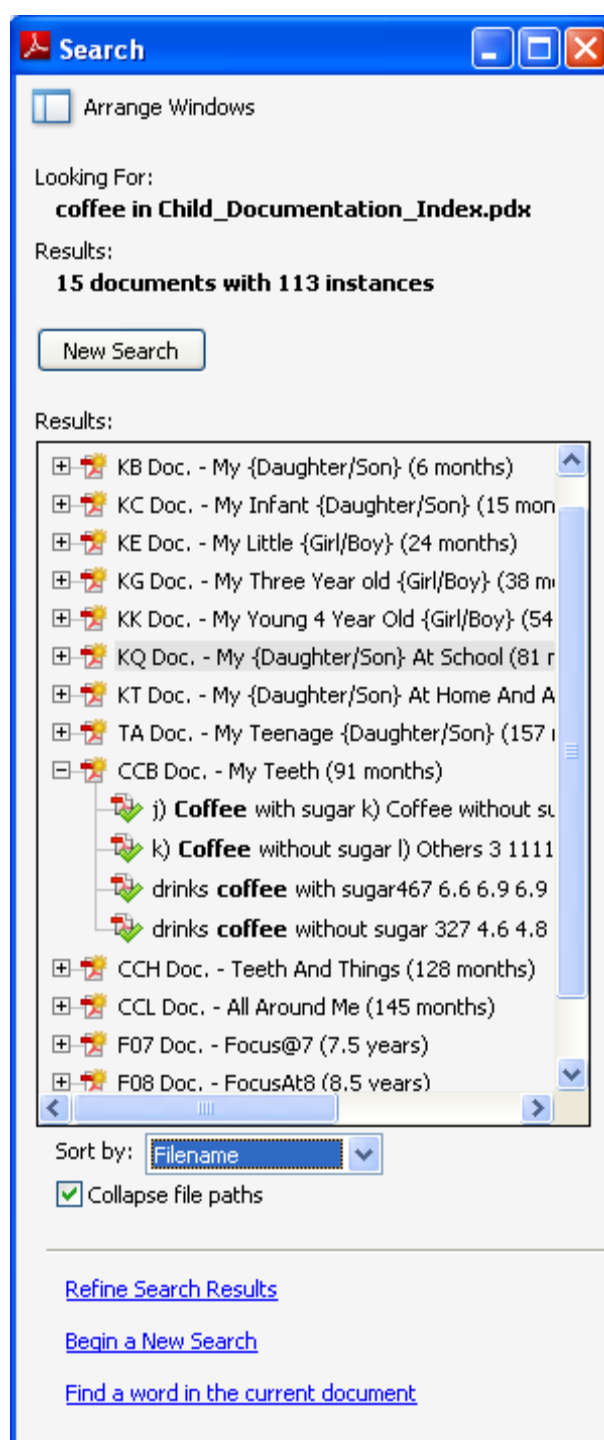 Search
Arrange Windows
Looking For:
coffee in Child_Documentation_Index.pdx
Results:
15 documents with 113 instances
New Search
Results:
KB Doc. - My {Daughter/Son} (6 months)
KC Doc. - My Infant {Daughter/Son} (15 mon
KE Doc. - My Little {Girl/Boy} (24 months)
KG Doc. - My Three Year old {Girl/Boy} (38 m
KK Doc. - My Young 4 Year Old {Girl/Boy} (54
KQ Doc. - My {Daughter/Son} At School (81 r
KT Doc. - My {Daughter/Son} At Home And A
TA Doc. - My Teenage {Daughter/Son} (157
CCB Doc. - My Teeth (91 months)
j) Coffee with sugar k) Coffee without su
k) Coffee without sugar l) Others 3 1111
drinks coffee with sugar467 6.6 6.9 6.9
drinks coffee without sugar 327 4.6 4.8
CCH Doc. - Teeth And Things (128 months)
CCL Doc. - All Around Me (145 months)
F07 Doc. - Focus@7 (7.5 years)
F08 Doc. - FocusAt8 (8.5 years)
Sort by: Filename
Collapse file paths
Refine Search Results
Begin a New Search
Find a word in the current document